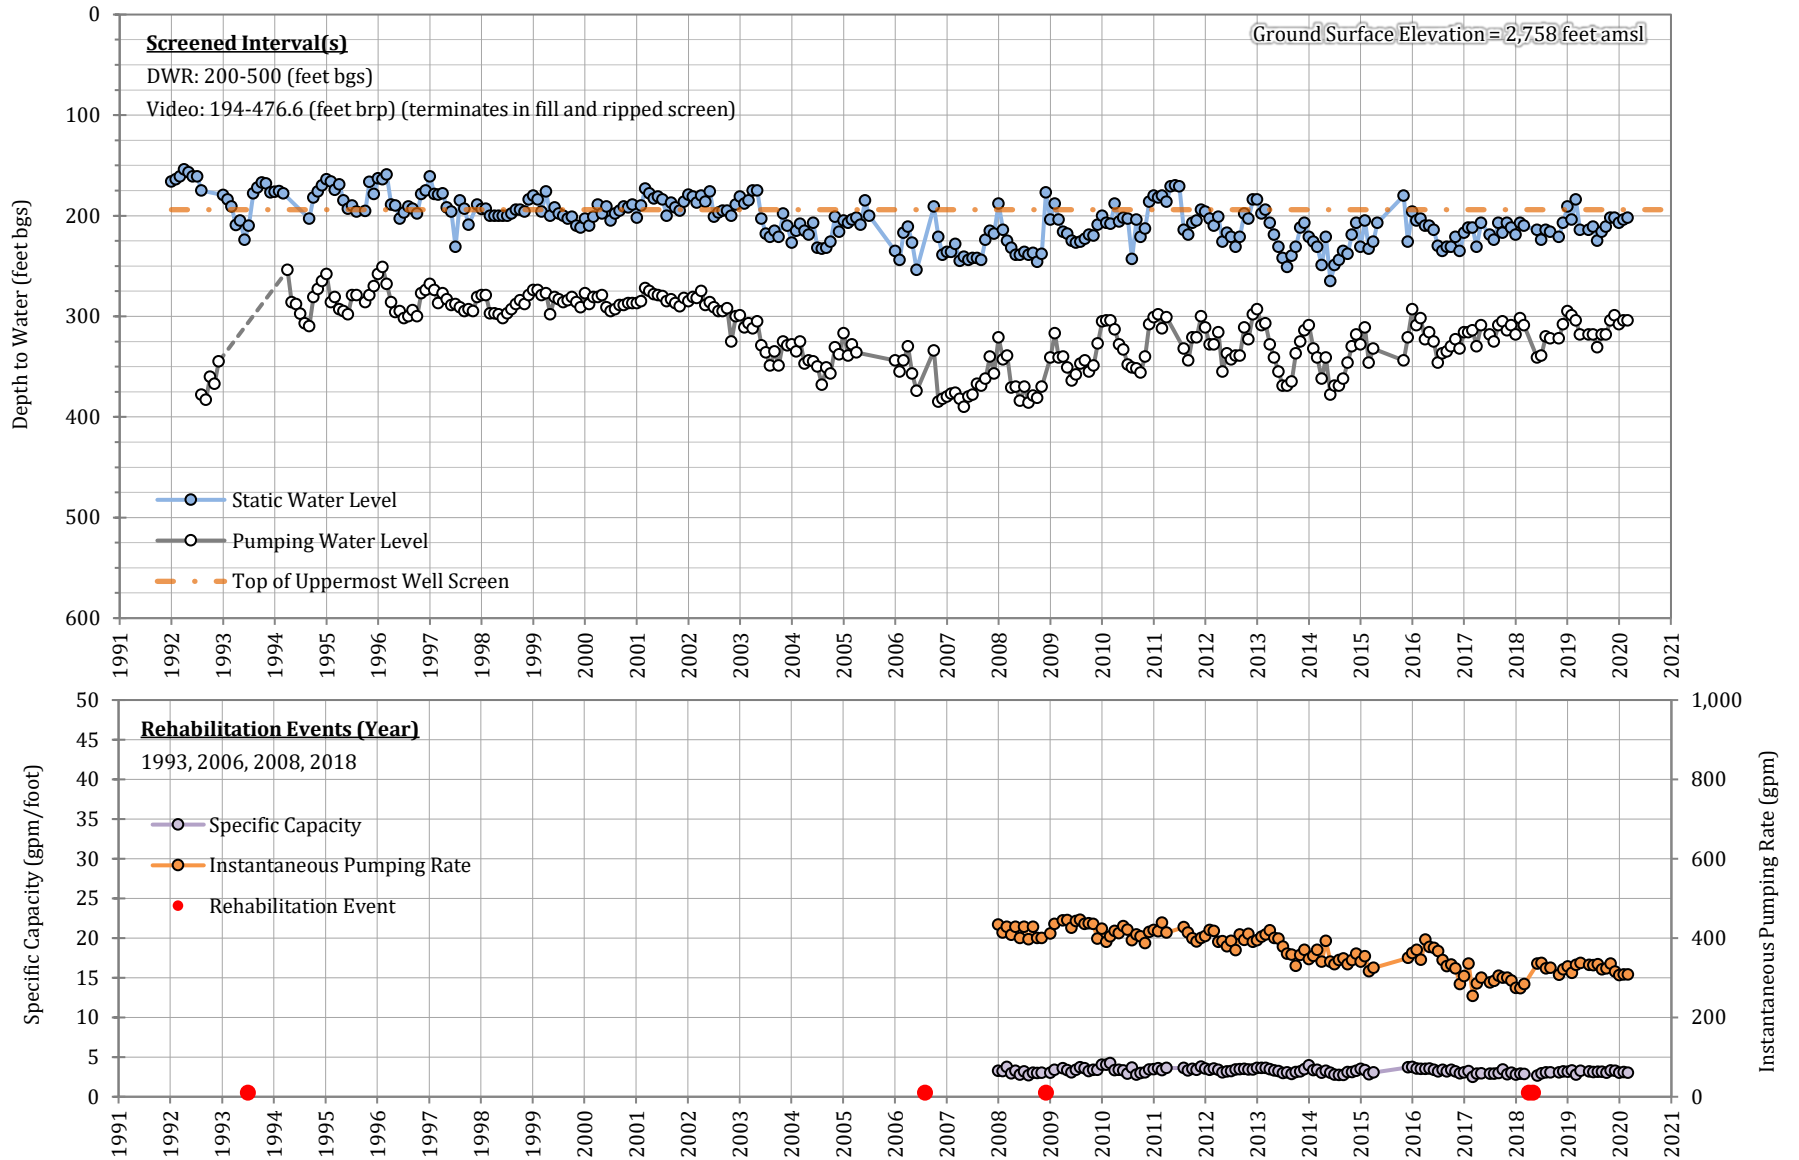 Ground Surface Elevation = 2,758 feet amsl
Screened Interval(s)
DWR: 200-500 (feet bgs)
Video: 194-476.6 (feet brp) (terminates in fill and ripped screen)
Depth to Water (feet bgs)
0
100
200
300
400
500
600
Static Water Level
Pumping Water Level
Top of Uppermost Well Screen
1991 1992 1993 1994 1995 1996 1997 1998 1999 2000 2001 2002 2003 2004 2005 2006 2007 2008 2009 2010 2011 2012 2013 2014 2015 2016 2017 2018 2019 2020 2021
Rehabilitation Events (Year)
1993, 2006, 2008, 2018
Specific Capacity (gpm/foot)
50
45
40
35
30
25
20
15
10
5
0
Specific Capacity
Instantaneous Pumping Rate
Rehabilitation Event
1,000
800
600
400
200
0
Instantaneous Pumping Rate (gpm)
1991 1992 1993 1994 1995 1996 1997 1998 1999 2000 2001 2002 2003 2004 2005 2006 2007 2008 2009 2010 2011 2012 2013 2014 2015 2016 2017 2018 2019 2020 2021